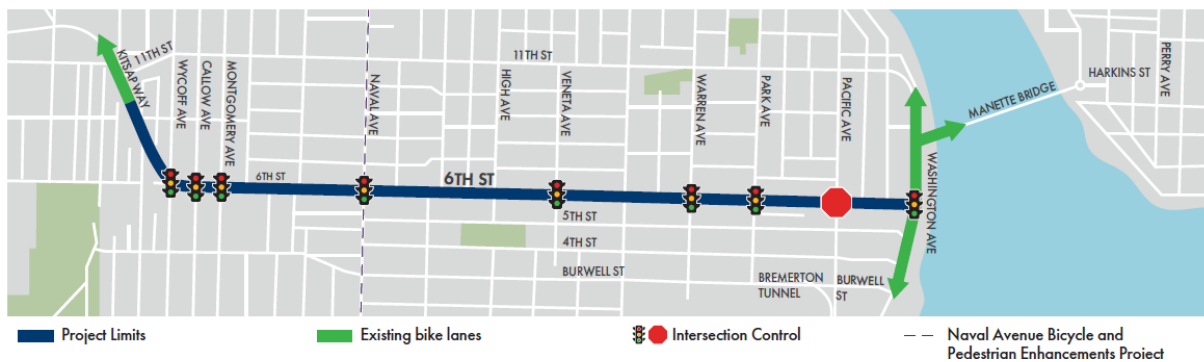 11TH ST
KITSAP WAY
WYCOFF AVE
CALLOW AVE
MONTGOMERY AVE
NAVAL AVE
HIGH AVE
VENETA AVE
11TH ST
WARREN AVE
PARK AVE
PACIFIC AVE
WASHINGTON AVE
MANETTE BRIDGE
HARKINS ST
PERRY AVE
6TH ST
6TH ST
5TH ST
4TH ST
BURWELL ST
BREMERTON
TUNNEL
BURWELL
ST
Project Limits
Existing bike lanes
Intersection Control
Naval Avenue Bicycle and
Pedestrian Enhancements Project